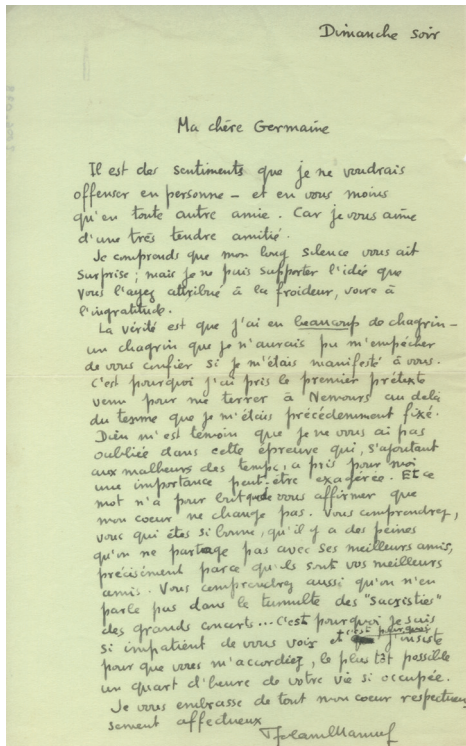 Dimanche soir
Ma chère Germaine
Il est des sentiments que je ne voudrais
offenser en personne – et en vous moins
qu'en toute autre amie. Car je vous aime
d'une très tendre amitié.
Je comprends que mon long silence vous ait
surprise ; mais je ne puis supporter l'idée que
vous l'ayez attribué à la froideur, voire à
l'ingratitude.
La vérité est que j'ai eu beaucoup de chagrin –
un chagrin que je n'aurais pu m'empêcher
de vous confier si je m'étais manifesté à vous.
C'est pourquoi j'ai pris le premier prétexte
venu pour me terrer à Nemours au delà
du terme que je m'étais précédemment fixé.
Dieu m'est témoin que je ne vous ai pas
oubliée dans cette épreuve qui, s'ajoutant
aux malheurs des temps, a pris pour moi
une importance peut-être exagérée. Et ce
mot n'a pour but que de vous affirmer que
mon coeur ne change pas. Vous comprendrez,
vous qui êtes si bonne, qu'il y a des peines
qu'on ne partage pas avec ses meilleurs amis,
précisément parce qu'ils sont vos meilleurs
amis. Vous comprendrez aussi qu'on n'en
parle pas dans le tumulte des "sacristies"
des grands concerts... C'est pourquoi je suis
si impatient de vous voir et c'est pourquoi j'insiste
pour que vous m'accordiez, le plus tôt possible
un quart d'heure de votre vie si occupée.
Je vous embrasse de tout mon coeur respectueu
sement affectueux